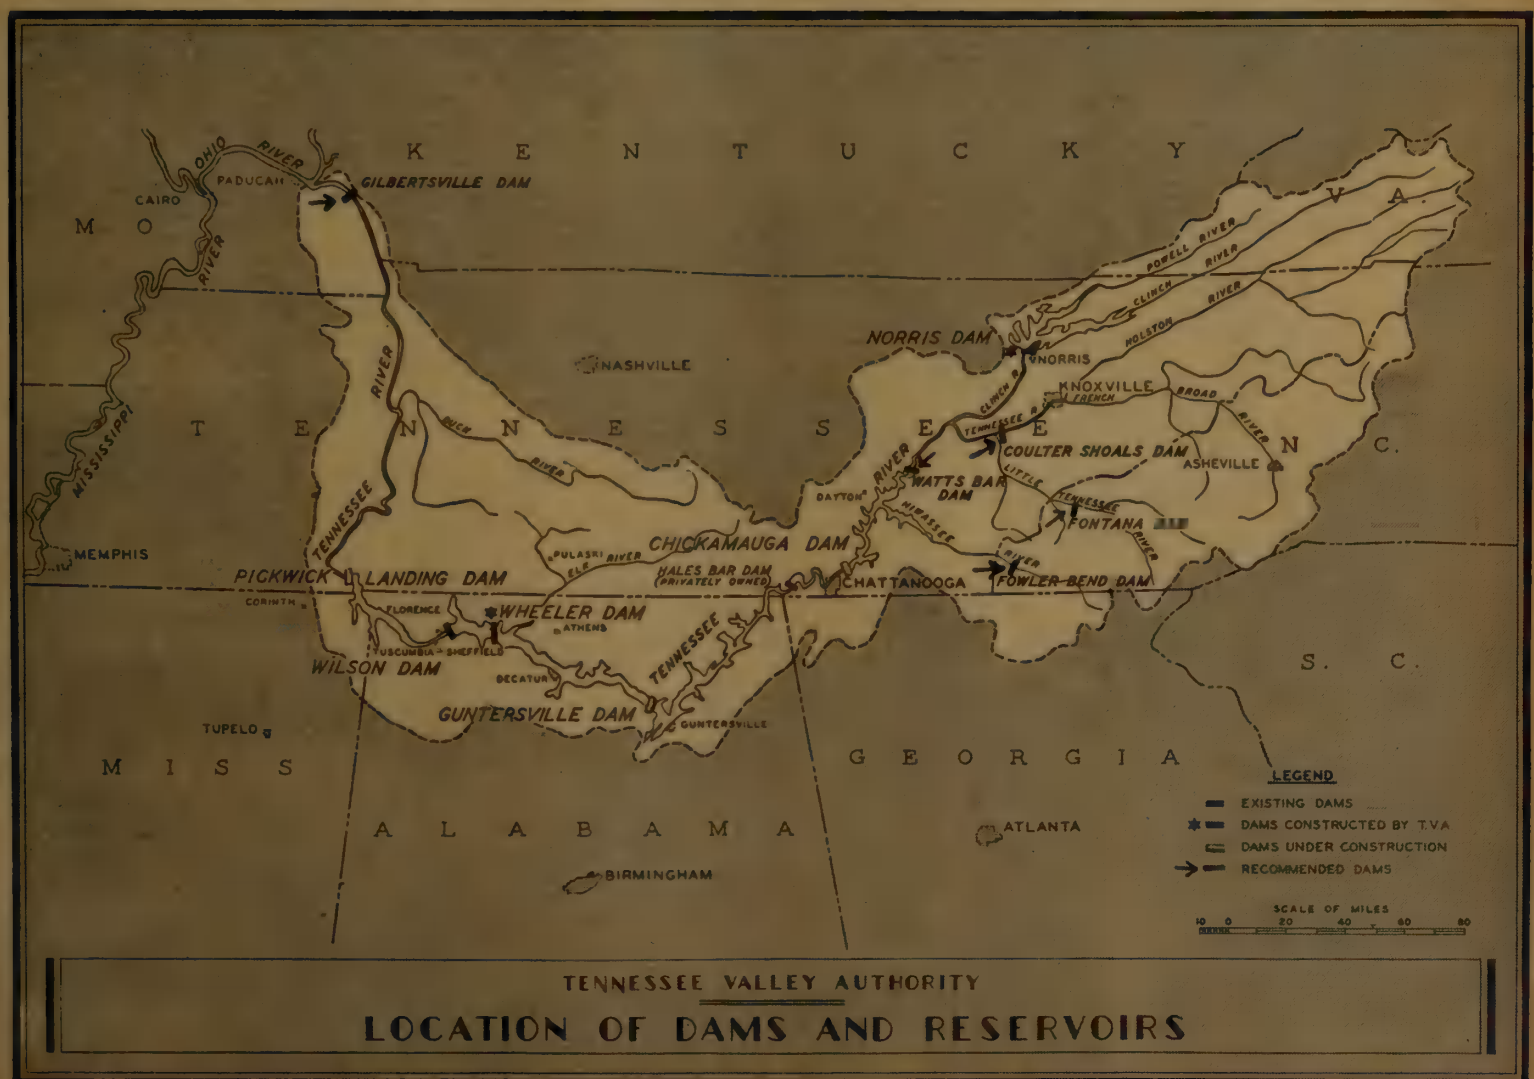 KENTUCKY
OHIO RIVER
PADUCAH
CAIRO
GILBERTSVILLE DAM
MO
RIVER
VA.
POWELL RIVER
CLINCH RIVER
HOLSTON RIVER
NORRIS DAM
NORRIS
NASHVILLE
RIVER
CLINCH R.
KNOXVILLE
FRENCH BROAD RIVER
MISSISSIPPI
TENNESSEE
DUCK RIVER
TENNESSEE R.
COULTER SHOALS DAM
N.C.
ASHEVILLE
RIVER
WATTS BAR
DAM
DAYTON
LITTLE TENNESSEE RIVER
FONTANA
HIWASSEE RIVER
TENNESSEE
MEMPHIS
PULASKI
ELK RIVER
CHICKAMAUGA DAM
HALES BAR DAM
(PRIVATELY OWNED)
CHATTANOOGA
FOWLER BEND DAM
PICKWICK LANDING DAM
CORINTH
FLORENCE
WHEELER DAM
ATHENS
TUSCUMBIA - SHEFFIELD
WILSON DAM
TENNESSEE
DECATUR
GUNTERSVILLE DAM
GUNTERSVILLE
TUPELO
S. C.
MISS
GEORGIA
ALABAMA
ATLANTA
BIRMINGHAM
LEGEND
EXISTING DAMS
DAMS CONSTRUCTED BY T.V.A
DAMS UNDER CONSTRUCTION
RECOMMENDED DAMS
SCALE OF MILES
10 0 20 40 60 80
TENNESSEE VALLEY AUTHORITY
LOCATION OF DAMS AND RESERVOIRS